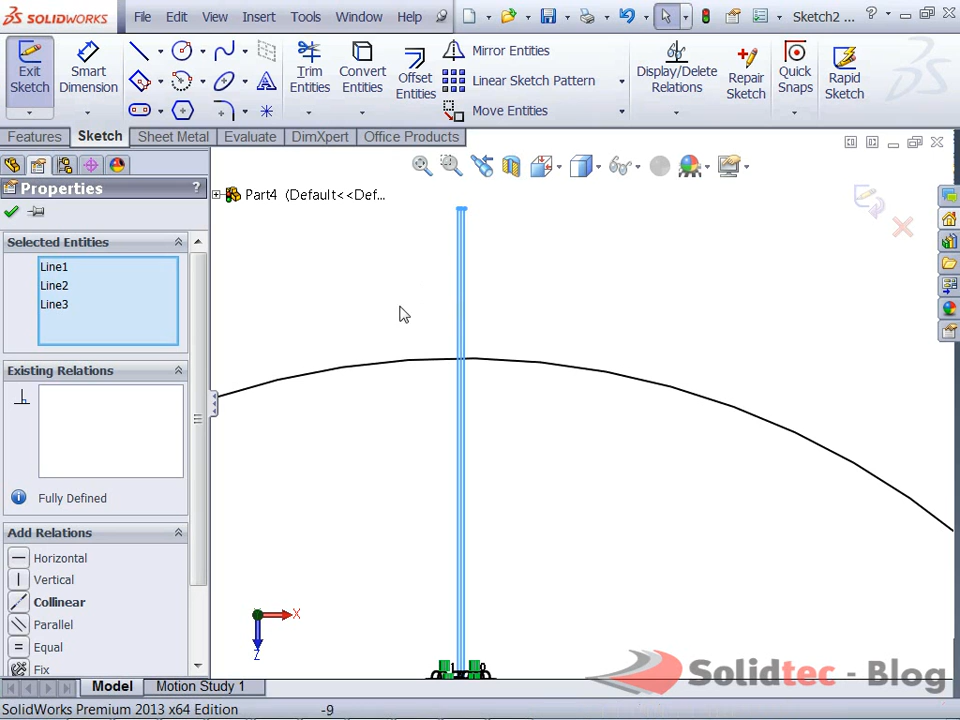 SOLIDWORKS File Edit View Insert Tools Window Help Sketch2 ... ?
Exit Sketch
Smart Dimension
Trim Entities
Convert Entities
Offset Entities
Mirror Entities
Linear Sketch Pattern
Move Entities
Display/Delete Relations
Repair Sketch
Quick Snaps
Rapid Sketch
Features Sketch Sheet Metal Evaluate DimXpert Office Products
Properties ?
Part4 (Default<<Def...
Selected Entities
Line1
Line2
Line3
Existing Relations
Fully Defined
Add Relations
Horizontal
Vertical
Collinear
Parallel
Equal
Fix
X
Z
Solidtec - Blog
Model Motion Study 1
SolidWorks Premium 2013 x64 Edition -9